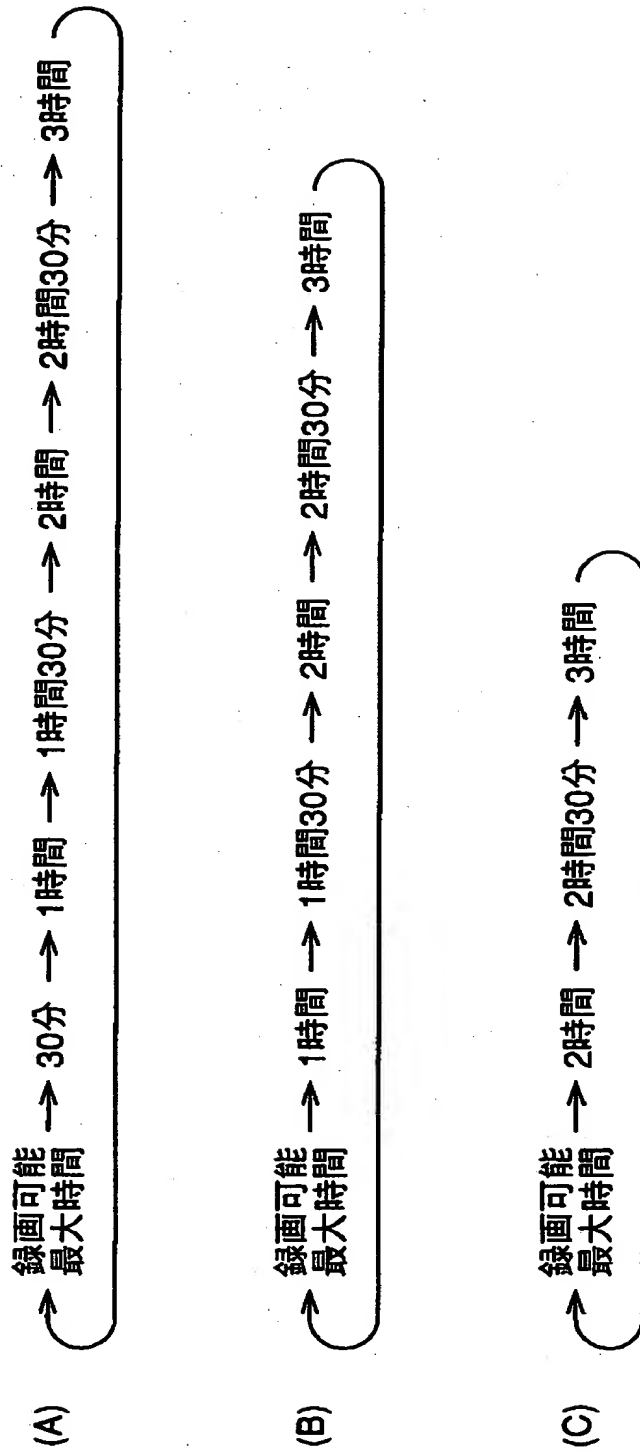 (A)
録画可能
最大時間
→ 30分 → 1時間 → 1時間30分 → 2時間 → 2時間30分 → 3時間
(B)
録画可能
最大時間
→ 1時間 → 1時間30分 → 2時間 → 2時間30分 → 3時間
(C)
録画可能
最大時間
→ 2時間 → 2時間30分 → 3時間